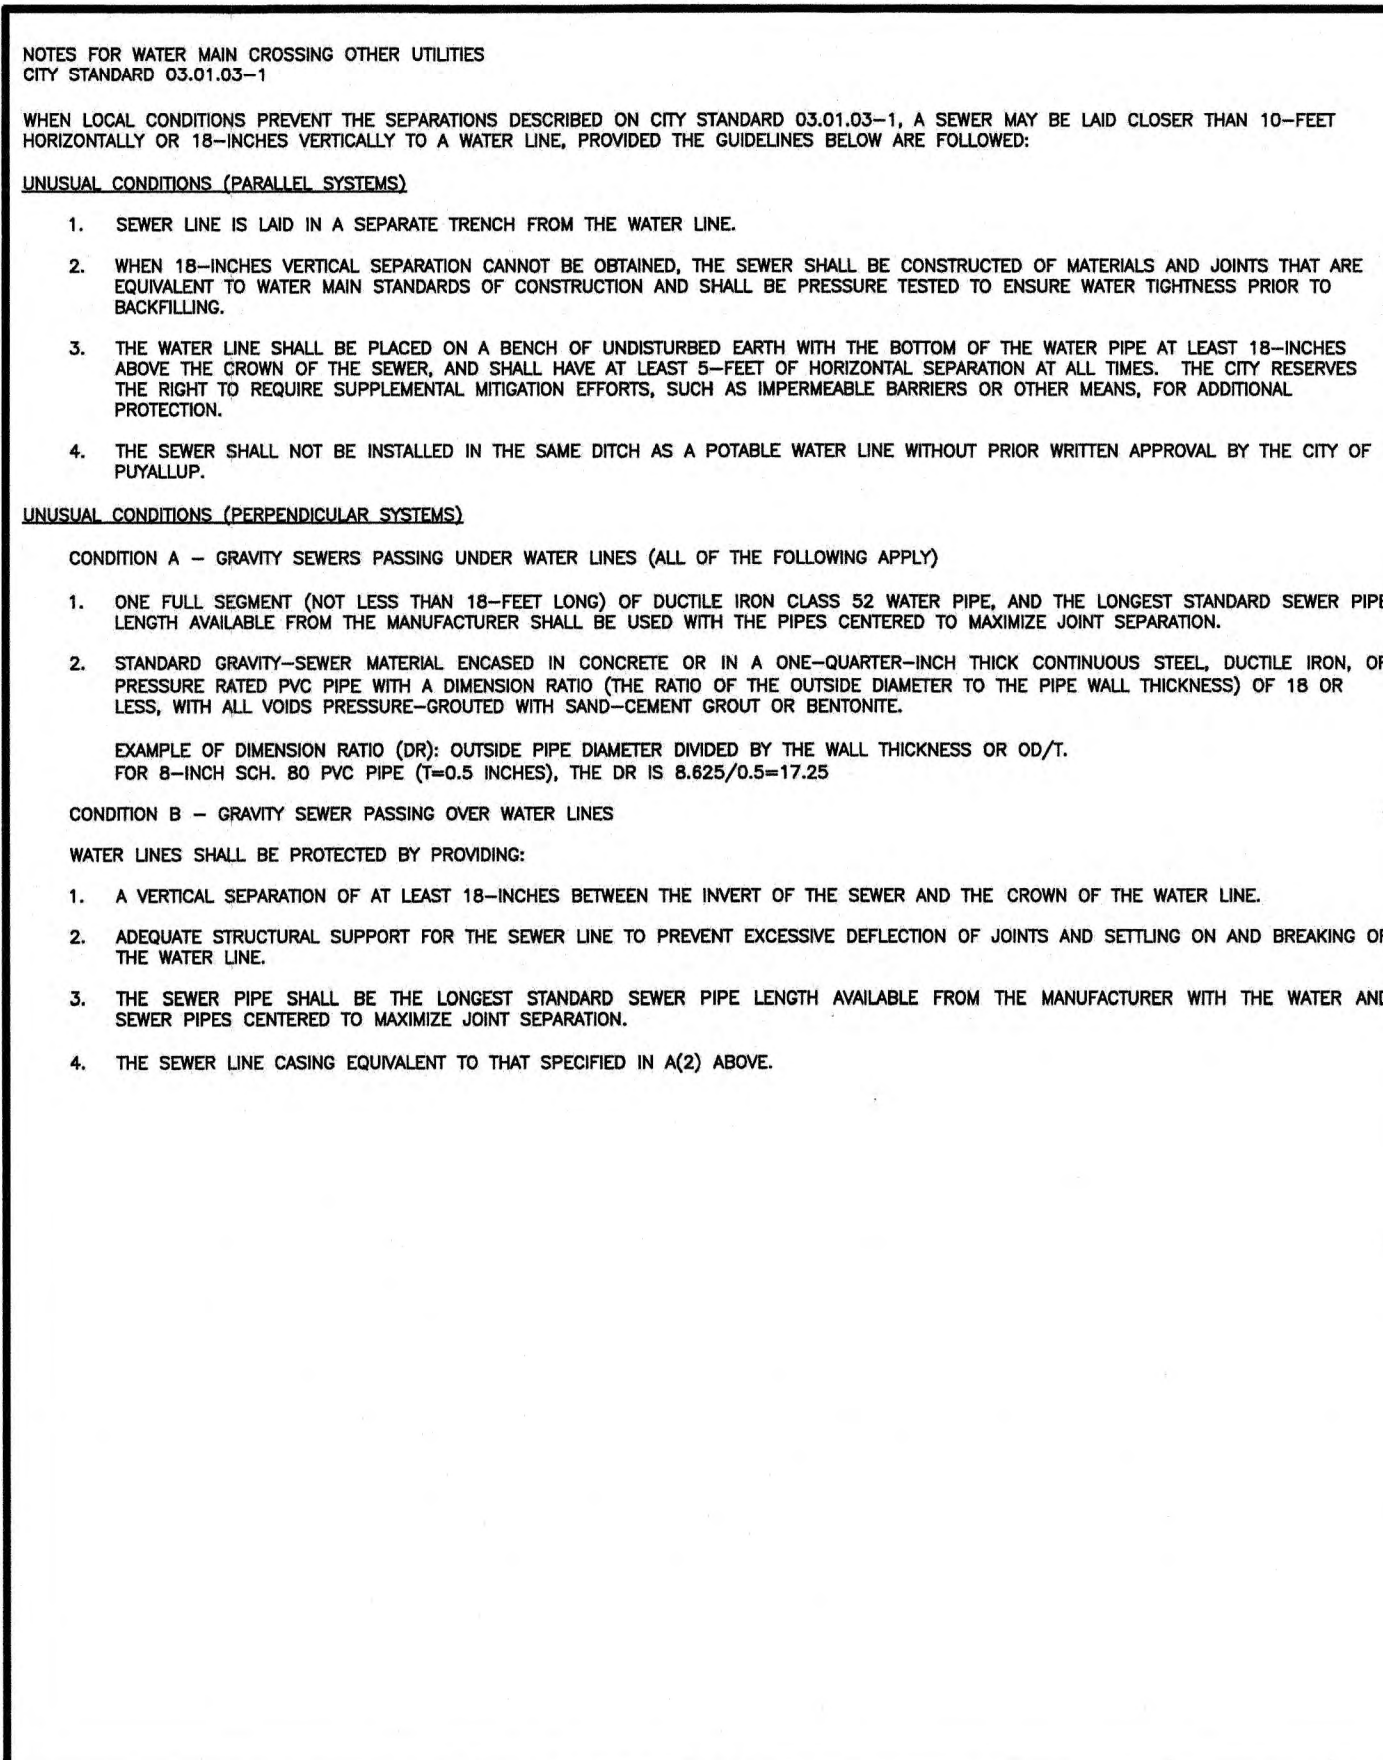 NOTES FOR WATER MAIN CROSSING OTHER UTILITIES
CITY STANDARD 03.01.03-1
WHEN LOCAL CONDITIONS PREVENT THE SEPARATIONS DESCRIBED ON CITY STANDARD 03.01.03-1, A SEWER MAY BE LAID CLOSER THAN 10-FEET
HORIZONTALLY OR 18-INCHES VERTICALLY TO A WATER LINE, PROVIDED THE GUIDELINES BELOW ARE FOLLOWED:
UNUSUAL CONDITIONS (PARALLEL SYSTEMS)
1. SEWER LINE IS LAID IN A SEPARATE TRENCH FROM THE WATER LINE.
2. WHEN 18-INCHES VERTICAL SEPARATION CANNOT BE OBTAINED, THE SEWER SHALL BE CONSTRUCTED OF MATERIALS AND JOINTS THAT ARE
EQUIVALENT TO WATER MAIN STANDARDS OF CONSTRUCTION AND SHALL BE PRESSURE TESTED TO ENSURE WATER TIGHTNESS PRIOR TO
BACKFILLING.
3. THE WATER LINE SHALL BE PLACED ON A BENCH OF UNDISTURBED EARTH WITH THE BOTTOM OF THE WATER PIPE AT LEAST 18-INCHES
ABOVE THE CROWN OF THE SEWER, AND SHALL HAVE AT LEAST 5-FEET OF HORIZONTAL SEPARATION AT ALL TIMES. THE CITY RESERVES
THE RIGHT TO REQUIRE SUPPLEMENTAL MITIGATION EFFORTS, SUCH AS IMPERMEABLE BARRIERS OR OTHER MEANS, FOR ADDITIONAL
PROTECTION.
4. THE SEWER SHALL NOT BE INSTALLED IN THE SAME DITCH AS A POTABLE WATER LINE WITHOUT PRIOR WRITTEN APPROVAL BY THE CITY OF
PUYALLUP.
UNUSUAL CONDITIONS (PERPENDICULAR SYSTEMS)
CONDITION A - GRAVITY SEWERS PASSING UNDER WATER LINES (ALL OF THE FOLLOWING APPLY)
1. ONE FULL SEGMENT (NOT LESS THAN 18-FEET LONG) OF DUCTILE IRON CLASS 52 WATER PIPE, AND THE LONGEST STANDARD SEWER PIPE
LENGTH AVAILABLE FROM THE MANUFACTURER SHALL BE USED WITH THE PIPES CENTERED TO MAXIMIZE JOINT SEPARATION.
2. STANDARD GRAVITY-SEWER MATERIAL ENCASED IN CONCRETE OR IN A ONE-QUARTER-INCH THICK CONTINUOUS STEEL, DUCTILE IRON, OR
PRESSURE RATED PVC PIPE WITH A DIMENSION RATIO (THE RATIO OF THE OUTSIDE DIAMETER TO THE PIPE WALL THICKNESS) OF 18 OR
LESS, WITH ALL VOIDS PRESSURE-GROUTED WITH SAND-CEMENT GROUT OR BENTONITE.
EXAMPLE OF DIMENSION RATIO (DR): OUTSIDE PIPE DIAMETER DIVIDED BY THE WALL THICKNESS OR OD/T.
FOR 8-INCH SCH. 80 PVC PIPE (T=0.5 INCHES), THE DR IS 8.625/0.5=17.25
CONDITION B - GRAVITY SEWER PASSING OVER WATER LINES
WATER LINES SHALL BE PROTECTED BY PROVIDING:
1. A VERTICAL SEPARATION OF AT LEAST 18-INCHES BETWEEN THE INVERT OF THE SEWER AND THE CROWN OF THE WATER LINE.
2. ADEQUATE STRUCTURAL SUPPORT FOR THE SEWER LINE TO PREVENT EXCESSIVE DEFLECTION OF JOINTS AND SETTLING ON AND BREAKING OF
THE WATER LINE.
3. THE SEWER PIPE SHALL BE THE LONGEST STANDARD SEWER PIPE LENGTH AVAILABLE FROM THE MANUFACTURER WITH THE WATER AND
SEWER PIPES CENTERED TO MAXIMIZE JOINT SEPARATION.
4. THE SEWER LINE CASING EQUIVALENT TO THAT SPECIFIED IN A(2) ABOVE.